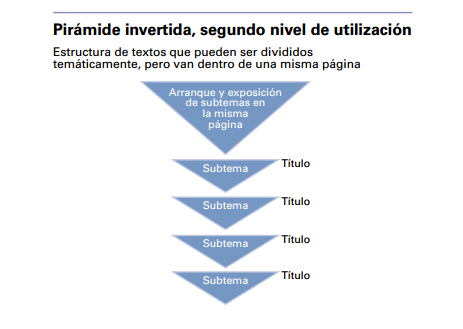 Pirámide invertida, segundo nivel de utilización
Estructura de textos que pueden ser divididos
temáticamente, pero van dentro de una misma página
Arranque y exposición
de subtemas en
la misma
página
Subtema
Título
Subtema
Título
Subtema
Título
Subtema
Título